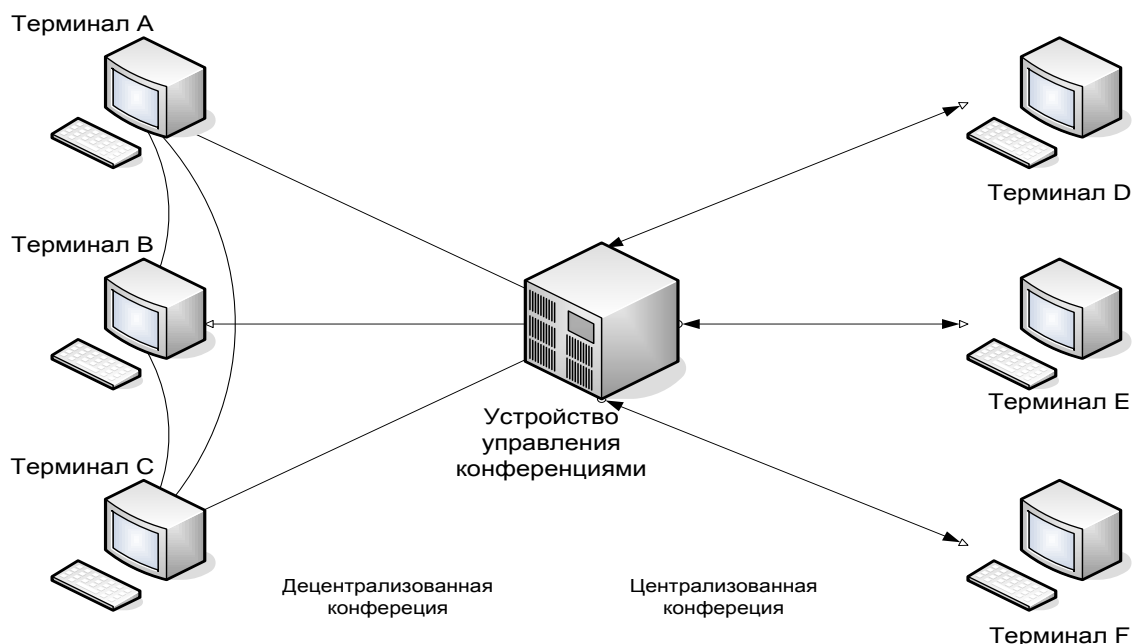 Терминал A
Терминал D
Терминал B
Терминал E
Устройство
управления
конференциями
Терминал C
Децентрализованная
конфереция
Централизованная
конфереция
Терминал F